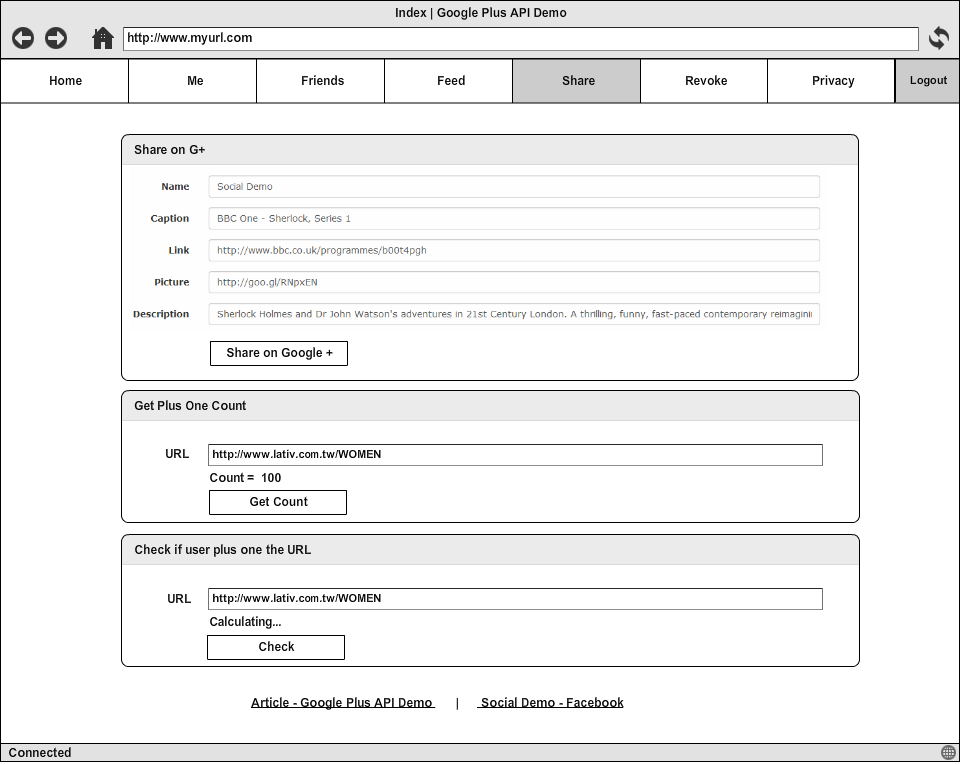 Index | Google Plus API Demo
http://www.myurl.com
Home Me Friends Feed Share Revoke Privacy Logout
Share on G+
Name Social Demo
Caption BBC One - Sherlock, Series 1
Link http://www.bbc.co.uk/programmes/b00t4pgh
Picture http://goo.gl/RNpxEN
Description Sherlock Holmes and Dr John Watson's adventures in 21st Century London. A thrilling, funny, fast-paced contemporary reimagini
Share on Google +
Get Plus One Count
URL http://www.lativ.com.tw/WOMEN
Count = 100
Get Count
Check if user plus one the URL
URL http://www.lativ.com.tw/WOMEN
Calculating...
Check
Article - Google Plus API Demo | Social Demo - Facebook
Connected